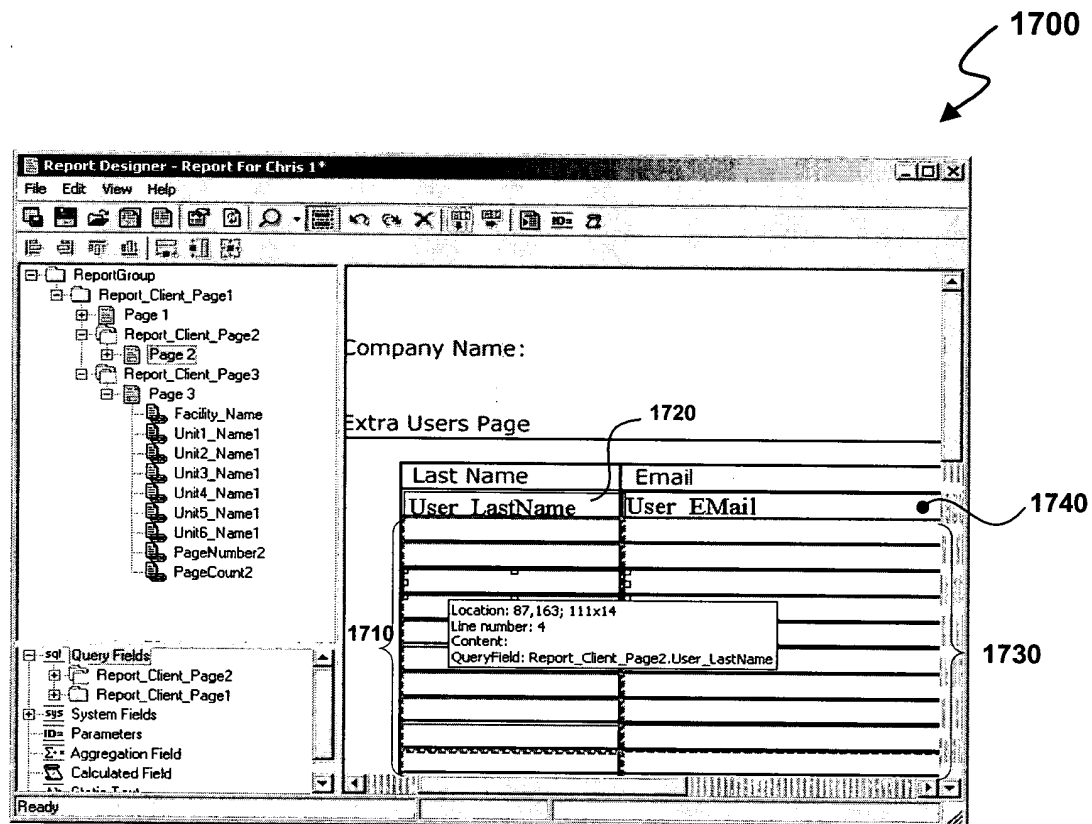 1700
Report Designer - Report For Chris 1*
File Edit View Help
ReportGroup
Report_Client_Page1
Page 1
Report_Client_Page2
Page 2
Report_Client_Page3
Page 3
Facility_Name
Unit1_Name1
Unit2_Name1
Unit3_Name1
Unit4_Name1
Unit5_Name1
Unit6_Name1
PageNumber2
PageCount2
sql Query Fields
Report_Client_Page2
Report_Client_Page1
sys System Fields
ID= Parameters
Aggregation Field
Calculated Field
Company Name:
Extra Users Page
1720
Last Name Email
User_LastName User_EMail
1740
Location: 87,163; 111x14
Line number: 4
Content:
QueryField: Report_Client_Page2.User_LastName
1710
1730
Ready